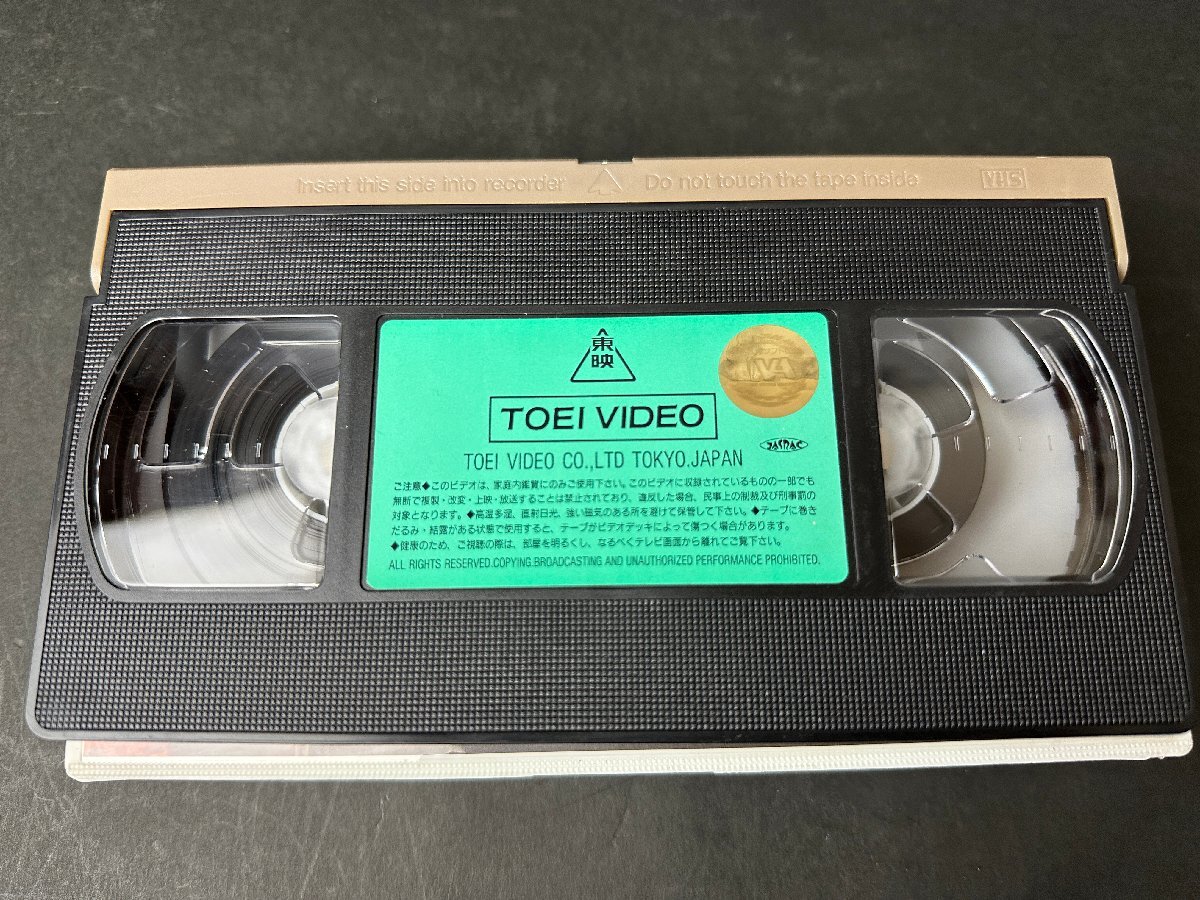 Insert this side into recorder Do not touch the tape inside VHS
東映
TOEI VIDEO
JASRAC
TOEI VIDEO CO.,LTD TOKYO.JAPAN
ご注意◆このビデオは、家庭内鑑賞にのみご使用下さい。このビデオに収録されているものの一部でも
無断で複製・改変・上映・放送することは禁止されており、違反した場合、民事上の制裁及び刑事罰の
対象となります。◆高温多湿、直射日光、強い磁気のある所を避けて保管して下さい。◆テープに巻き
だるみ・結露がある状態で使用すると、テープがビデオデッキによって傷つく場合があります。
◆健康のため、ご視聴の際は、部屋を明るくし、なるべくテレビ画面から離れてご覧下さい。
ALL RIGHTS RESERVED.COPYING.BROADCASTING AND UNAUTHORIZED PERFORMANCE PROHIBITED.